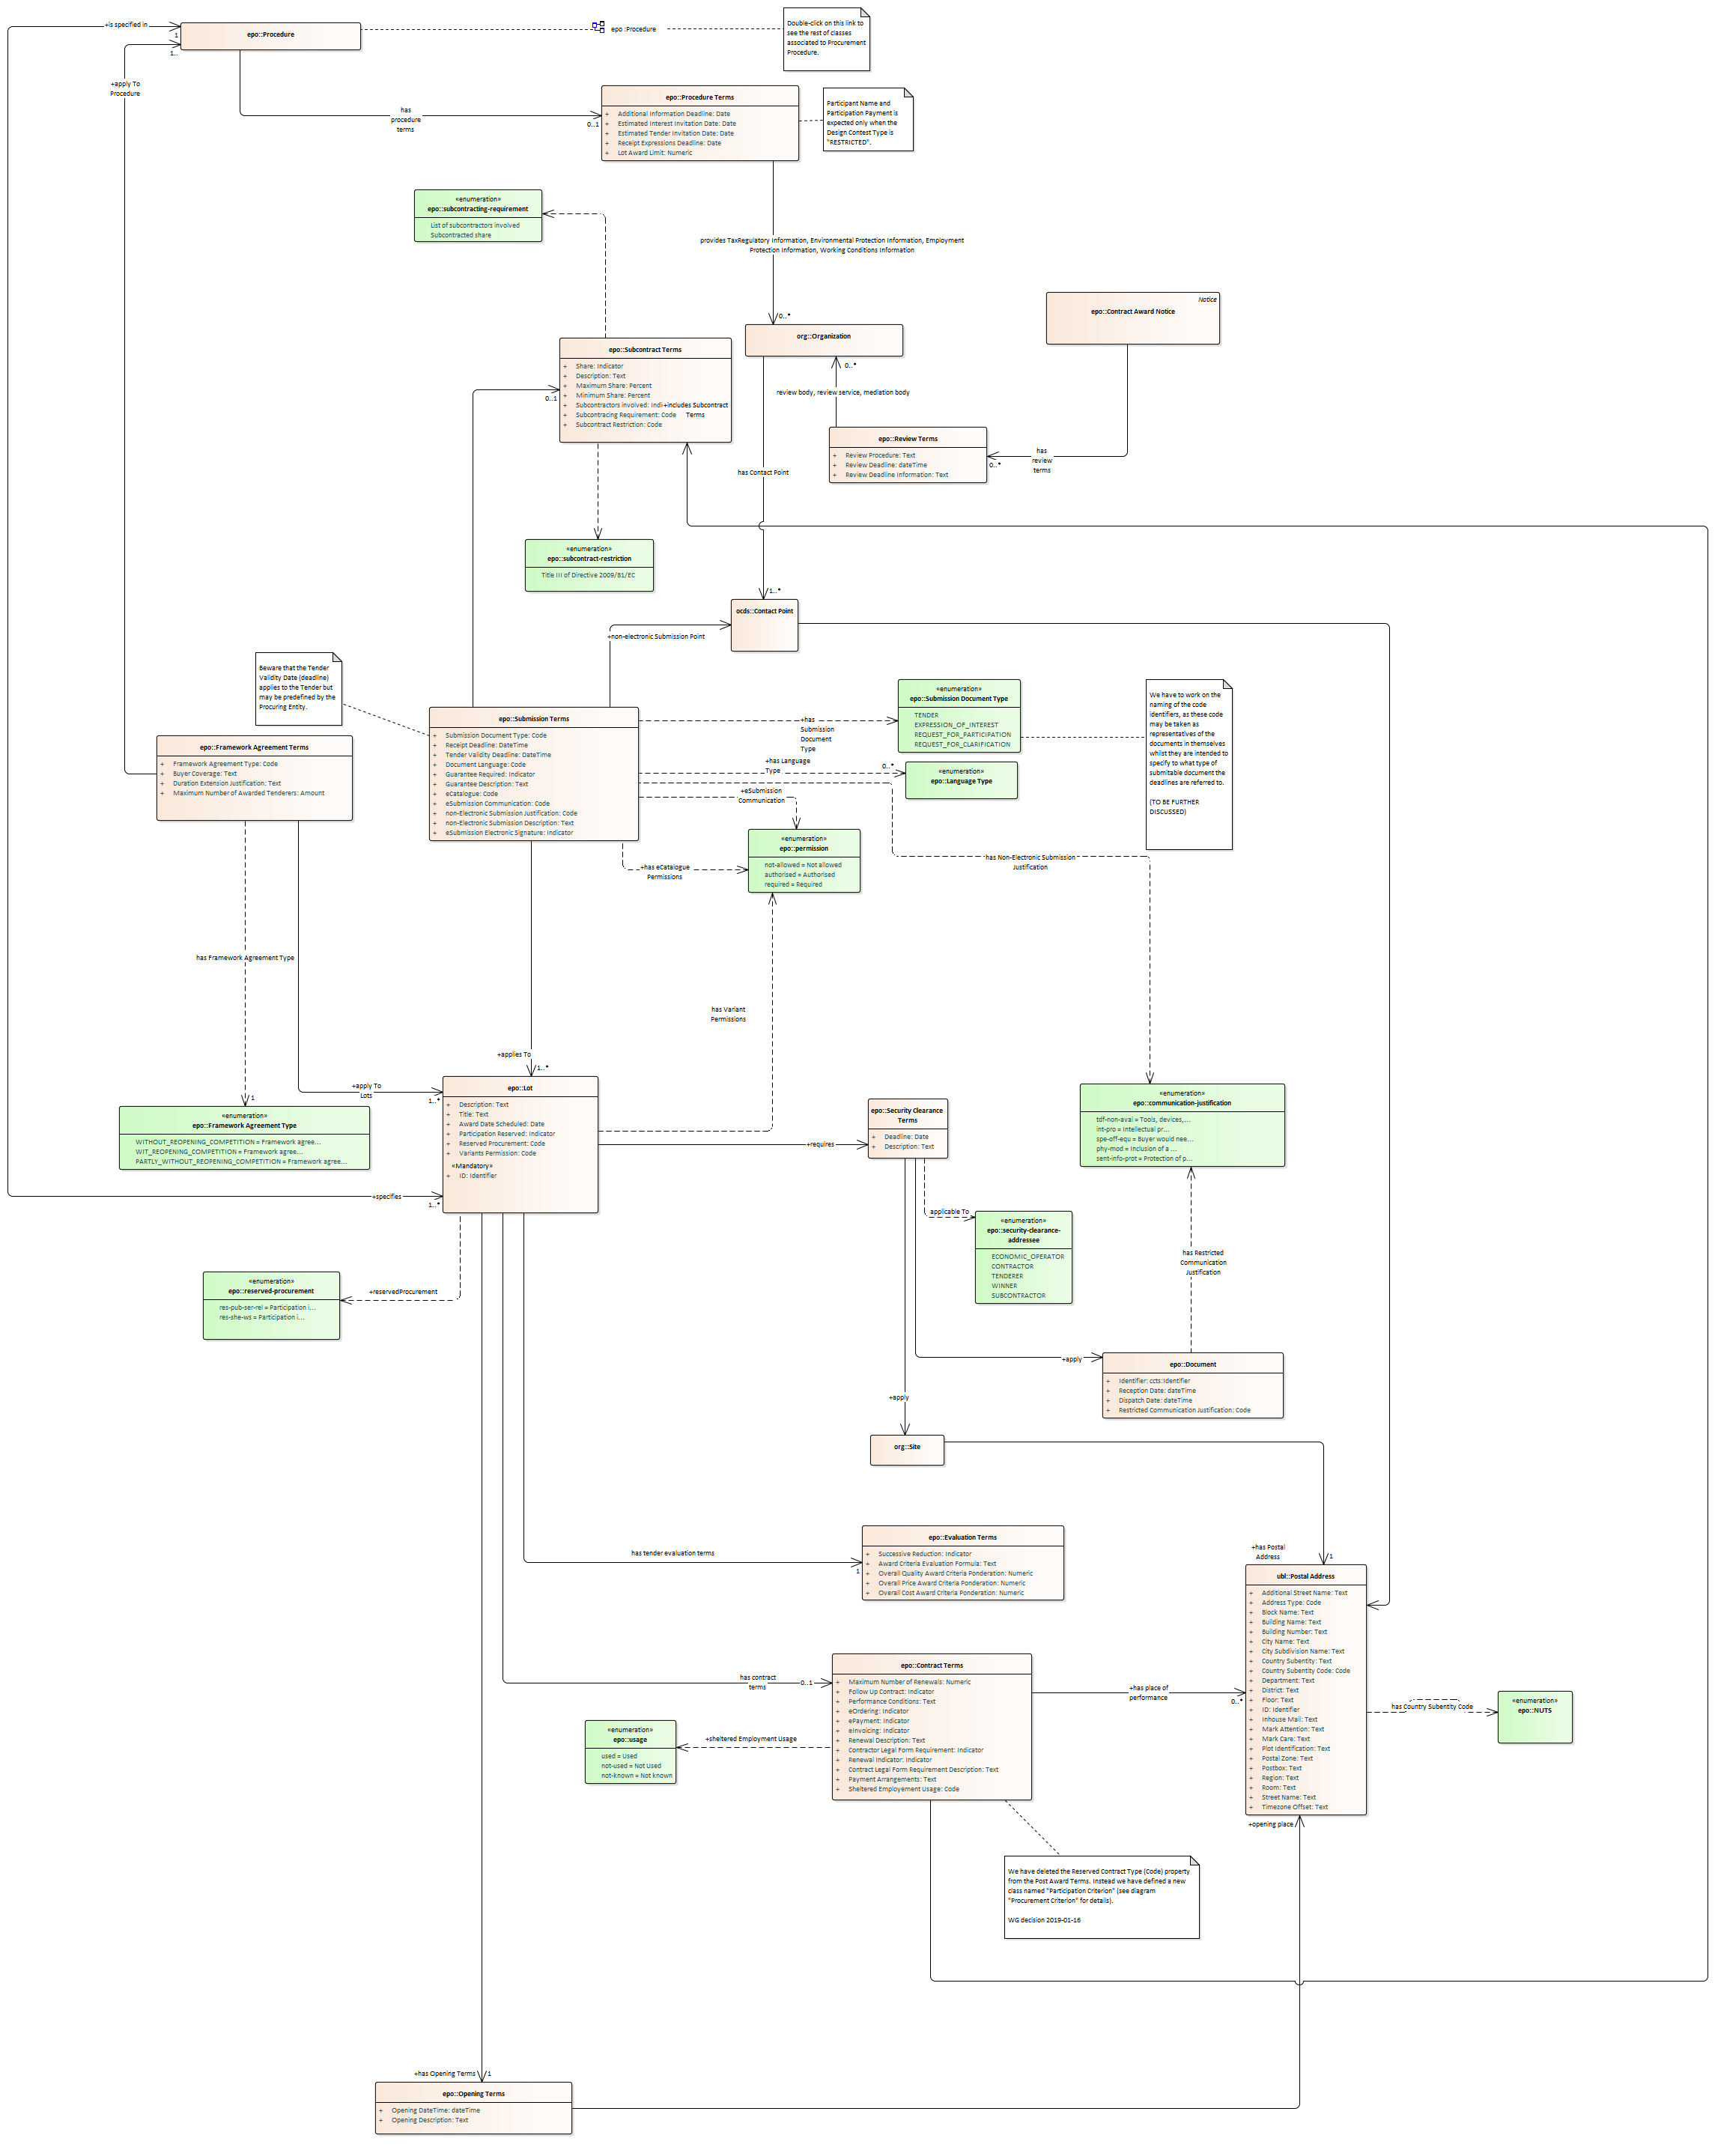 +is specified in
1
epo::Procedure
1..
epo :Procedure
Double-click on this link to
see the rest of classes
associated to Procurement
Procedure.
+apply To
Procedure
has
procedure
terms
0..1
epo::Procedure Terms
+ Additional Information Deadline: Date
+ Estimated Interest Invitation Date: Date
+ Estimated Tender Invitation Date: Date
+ Receipt Expressions Deadline: Date
+ Lot Award Limit: Numeric
Participant Name and
Participation Payment is
expected only when the
Design Contest Type is
"RESTRICTED".
«enumeration»
epo::subcontracting-requirement
List of subcontractors involved
Subcontracted share
provides TaxRegulatory Information, Environmental Protection Information, Employment
Protection Information, Working Conditions Information
0..*
org::Organization
Notice
epo::Contract Award Notice
epo::Subcontract Terms
+ Share: Indicator
+ Description: Text
+ Maximum Share: Percent
+ Minimum Share: Percent
+ Subcontractors involved: Indi
+ Subcontracing Requirement: Code
+ Subcontract Restriction: Code
+includes Subcontract
Terms
0..1
0..*
review body, review service, mediation body
epo::Review Terms
+ Review Procedure: Text
+ Review Deadline: dateTime
+ Review Deadline Information: Text
has
review
terms
0..*
has Contact Point
«enumeration»
epo::subcontract-restriction
Title III of Directive 2009/81/EC
1..*
ocds::Contact Point
+non-electronic Submission Point
Beware that the Tender
Validity Date (deadline)
applies to the Tender but
may be predefined by the
Procuring Entity.
epo::Submission Terms
+ Submission Document Type: Code
+ Receipt Deadline: DateTime
+ Tender Validity Deadline: DateTime
+ Document Language: Code
+ Guarantee Required: Indicator
+ Guarantee Description: Text
+ eCatalogue: Code
+ eSubmission Communication: Code
+ non-Electronic Submission Justification: Code
+ non-Electronic Submission Description: Text
+ eSubmission Electronic Signature: Indicator
+has
Submission
Document
Type
«enumeration»
epo::Submission Document Type
TENDER
EXPRESSION_OF_INTEREST
REQUEST_FOR_PARTICIPATION
REQUEST_FOR_CLARIFICATION
We have to work on the
naming of the code
identifiers, as these code
may be taken as
representatives of the
documents in themselves
whilst they are intended to
specify to what type of
submitable document the
deadlines are referred to.
(TO BE FURTHER
DISCUSSED)
epo::Framework Agreement Terms
+ Framework Agreement Type: Code
+ Buyer Coverage: Text
+ Duration Extension Justification: Text
+ Maximum Number of Awarded Tenderers: Amount
+has Language
Type
0..*
«enumeration»
epo::Language Type
+eSubmission
Communication
«enumeration»
epo::permission
not-allowed = Not allowed
authorised = Authorised
required = Required
+has eCatalogue
Permissions
has Non-Electronic Submission
Justification
has Framework Agreement Type
has Variant
Permissions
+applies To
1..*
+apply To
Lots
1..*
1
«enumeration»
epo::Framework Agreement Type
WITHOUT_REOPENING_COMPETITION = Framework agree...
WIT_REOPENING_COMPETITION = Framework agree...
PARTLY_WITHOUT_REOPENING_COMPETITION = Framework agree...
epo::Lot
+ Description: Text
+ Title: Text
+ Award Date Scheduled: Date
+ Participation Reserved: Indicator
+ Reserved Procurement: Code
+ Variants Permission: Code
«Mandatory»
+ ID: Identifier
+specifies
1..*
+requires
epo::Security Clearance
Terms
+ Deadline: Date
+ Description: Text
«enumeration»
epo::communication-justification
tdf-non-avai = Tools, devices,...
int-pro = Intellectual pr...
spe-off-equ = Buyer would nee...
phy-mod = Inclusion of a ...
sent-info-prot = Protection of p...
applicable To
«enumeration»
epo::security-clearance-
addressee
ECONOMIC_OPERATOR
CONTRACTOR
TENDERER
WINNER
SUBCONTRACTOR
has Restricted
Communication
Justification
«enumeration»
epo::reserved-procurement
res-pub-ser-rei = Participation i...
res-she-ws = Participation i...
+reservedProcurement
+apply
epo::Document
+ Identifier: ccts:Identifier
+ Reception Date: dateTime
+ Dispatch Date: dateTime
+ Restricted Communication Justification: Code
+apply
org::Site
has tender evaluation terms
1
epo::Evaluation Terms
+ Successive Reduction: Indicator
+ Award Criteria Evaluation Formula: Text
+ Overall Quality Award Criteria Ponderation: Numeric
+ Overall Price Award Criteria Ponderation: Numeric
+ Overall Cost Award Criteria Ponderation: Numeric
+has Postal
Address
1
ubl::Postal Address
+ Additional Street Name: Text
+ Address Type: Code
+ Block Name: Text
+ Building Name: Text
+ Building Number: Text
+ City Name: Text
+ City Subdivision Name: Text
+ Country Subentity: Text
+ Country Subentity Code: Code
+ Department: Text
+ District: Text
+ Floor: Text
+ ID: Identifier
+ Inhouse Mail: Text
+ Mark Attention: Text
+ Mark Care: Text
+ Plot Identification: Text
+ Postal Zone: Text
+ Postbox: Text
+ Region: Text
+ Room: Text
+ Street Name: Text
+ Timezone Offset: Text
has contract
terms
0..1
epo::Contract Terms
+ Maximum Number of Renewals: Numeric
+ Follow Up Contract: Indicator
+ Performance Conditions: Text
+ eOrdering: Indicator
+ ePayment: Indicator
+ eInvoicing: Indicator
+ Renewal Description: Text
+ Contractor Legal Form Requirement: Indicator
+ Renewal Indicator: Indicator
+ Contract Legal Form Requirement Description: Text
+ Payment Arrangements: Text
+ Sheltered Employement Usage: Code
+has place of
performance
0..*
has Country Subentity Code
«enumeration»
epo::NUTS
«enumeration»
epo::usage
used = Used
not-used = Not Used
not-known = Not known
+sheltered Employment Usage
+opening place
We have deleted the Reserved Contract Type (Code) property
from the Post Award Terms. Instead we have defined a new
class named "Participation Criterion" (see diagram
"Procurement Criterion" for details).
WG decision 2019-01-16
+has Opening Terms
1
epo::Opening Terms
+ Opening DateTime: dateTime
+ Opening Description: Text